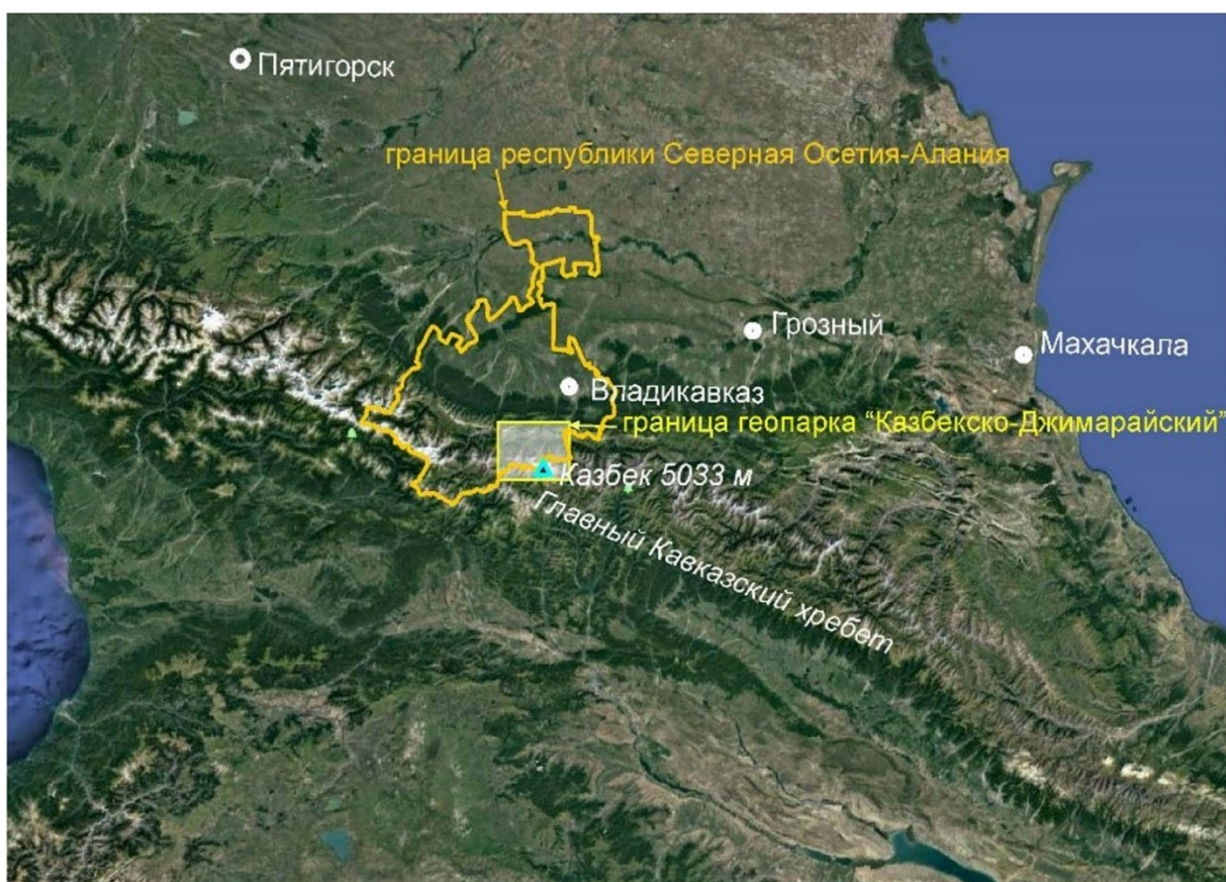 Пятигорск
граница республики Северная Осетия-Алания
Грозный
Махачкала
Владикавказ
граница геопарка “Казбекско-Джимарайский”
Казбек 5033 м
Главный Кавказский хребет